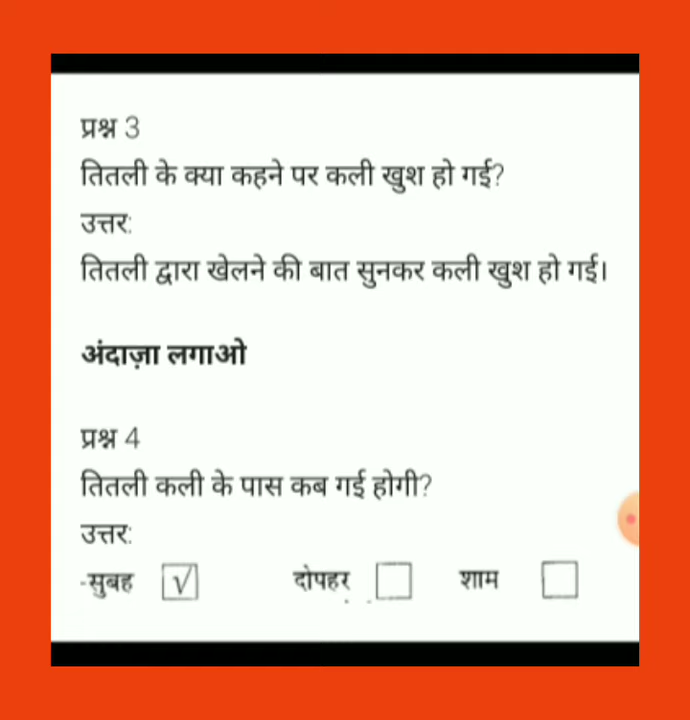 प्रश्न 3
तितली के क्या कहने पर कली खुश हो गई?
उत्तर:
तितली द्वारा खेलने की बात सुनकर कली खुश हो गई।
अंदाज़ा लगाओ
प्रश्न 4
तितली कली के पास कब गई होगी?
उत्तर:
-सुबह √ दोपहर शाम